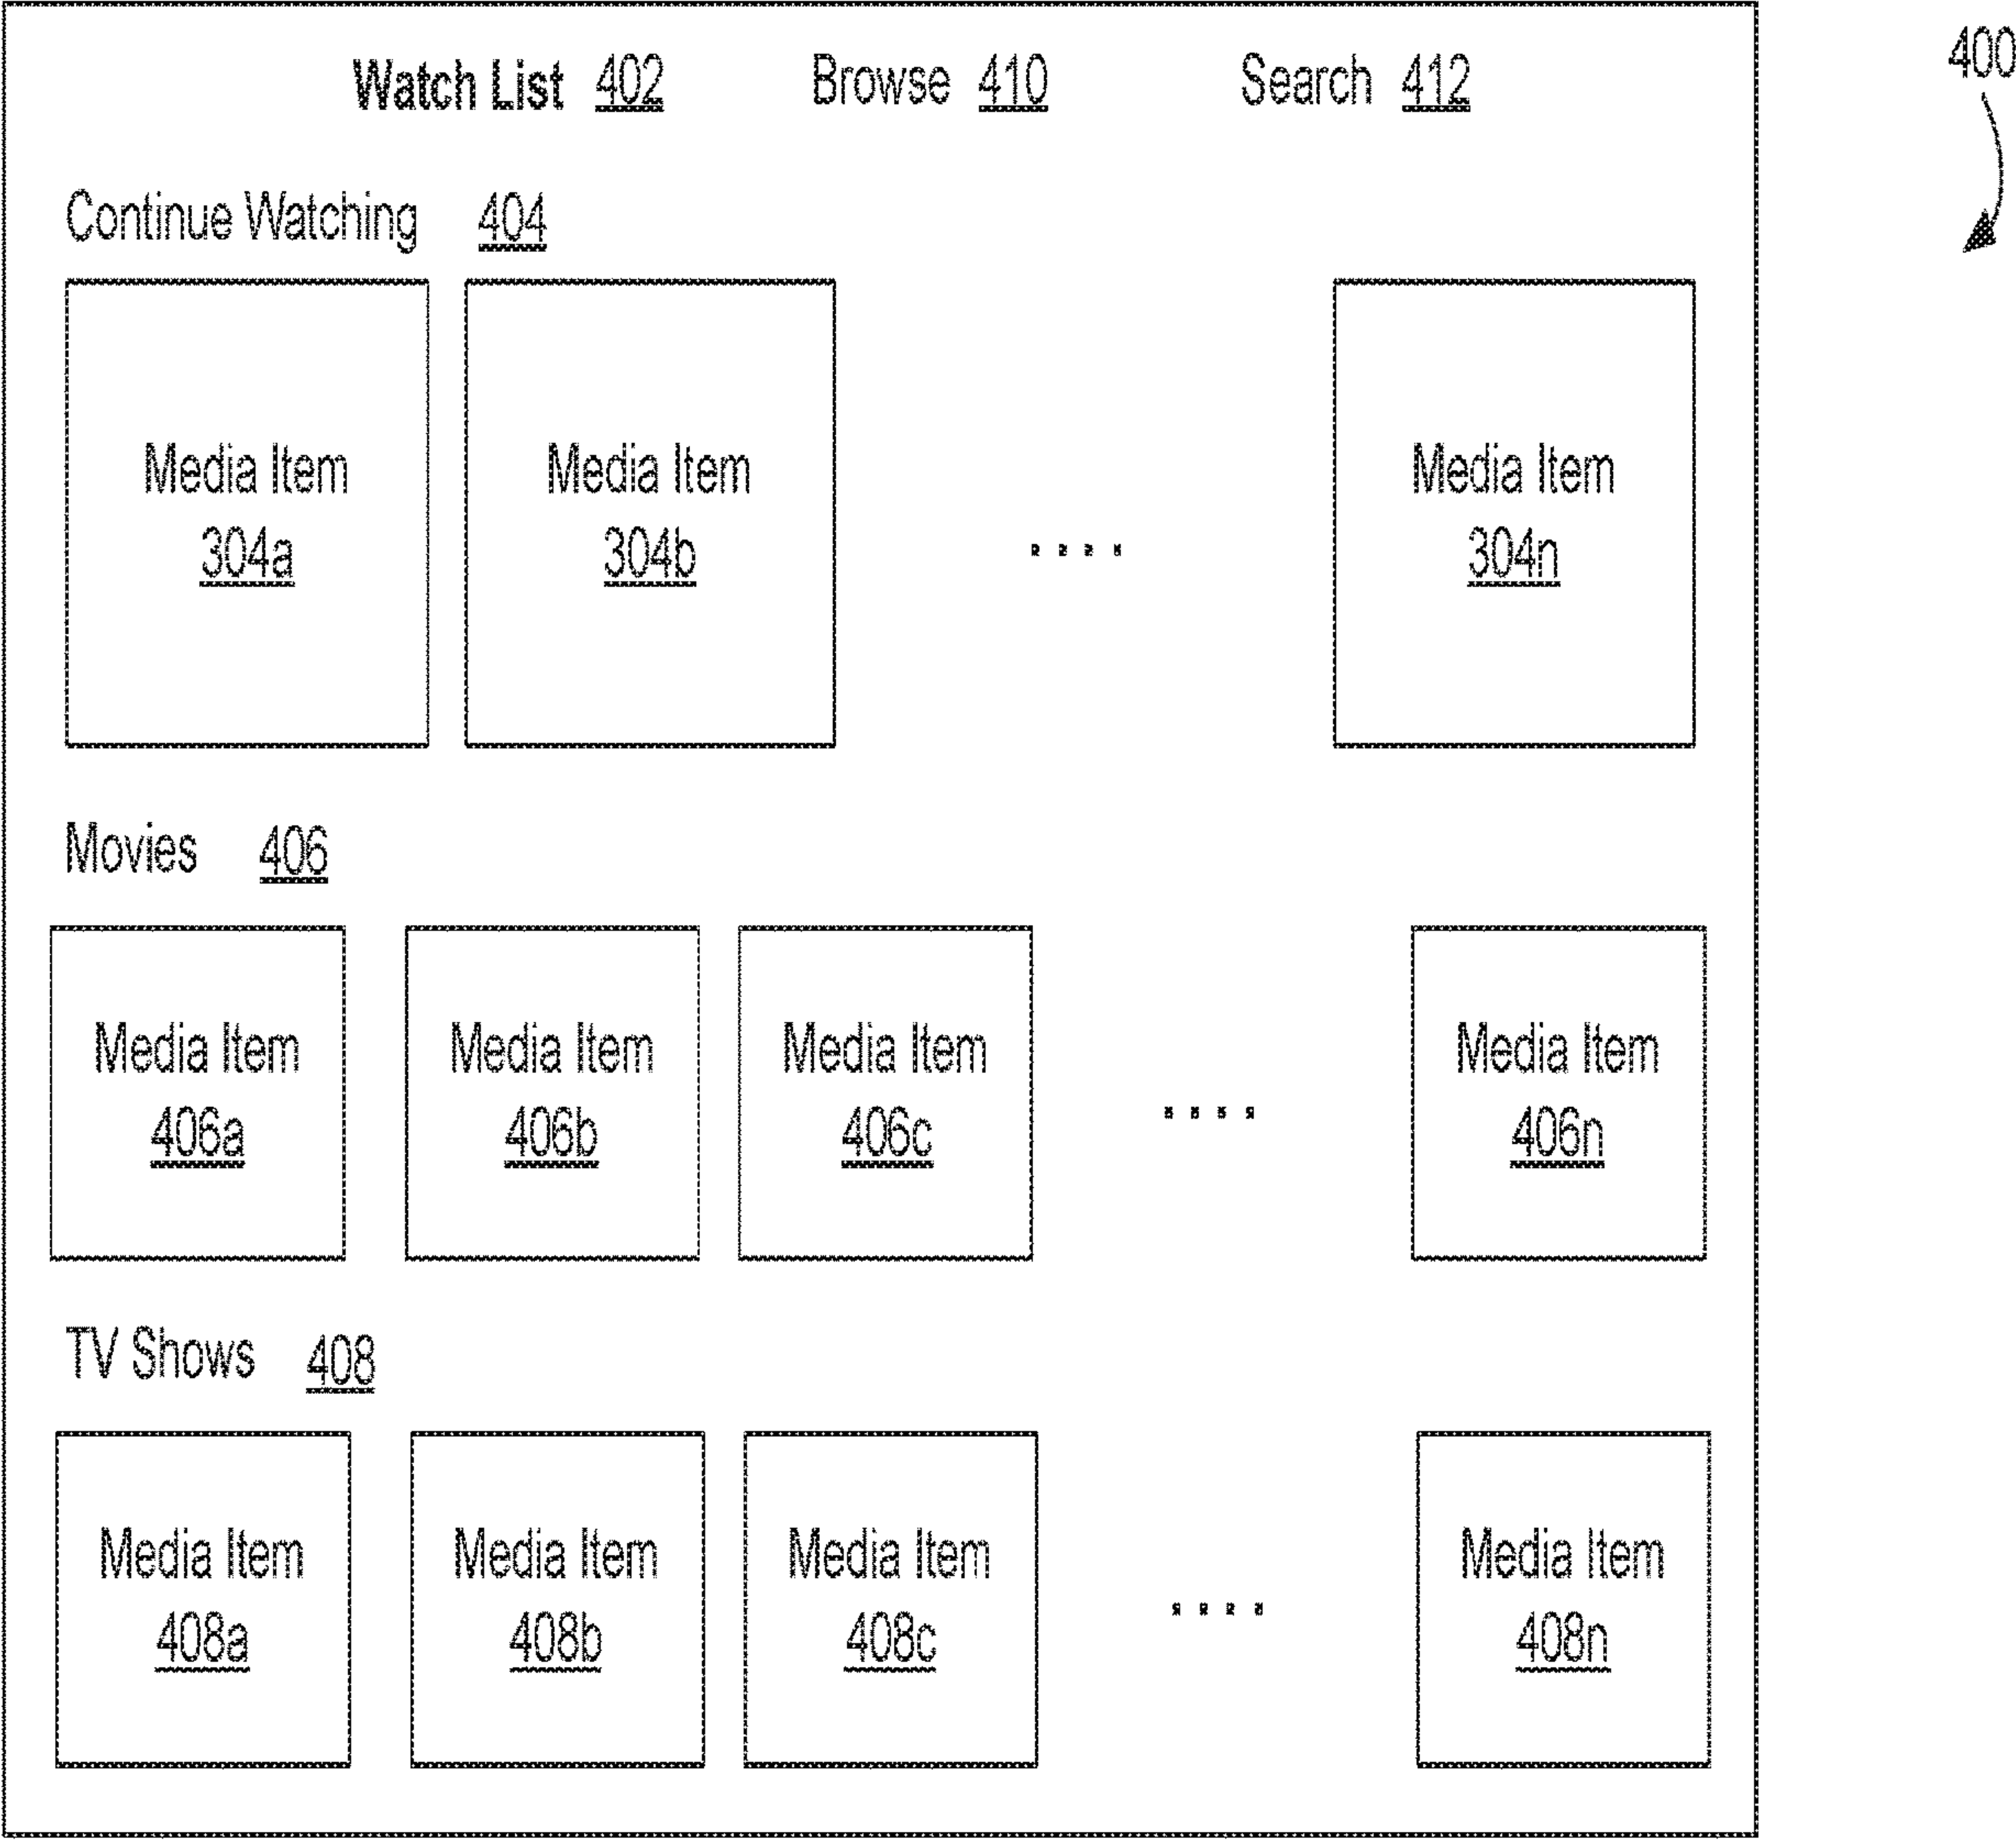 Watch List 402 Browse 410 Search 412
400
Continue Watching 404
Media Item Media Item Media Item
304a 304b .... 304n
Movies 406
Media Item Media Item Media Item Media Item
406a 406b 406c .... 406n
TV Shows 408
Media Item Media Item Media Item Media Item
408a 408b 408c .... 408n